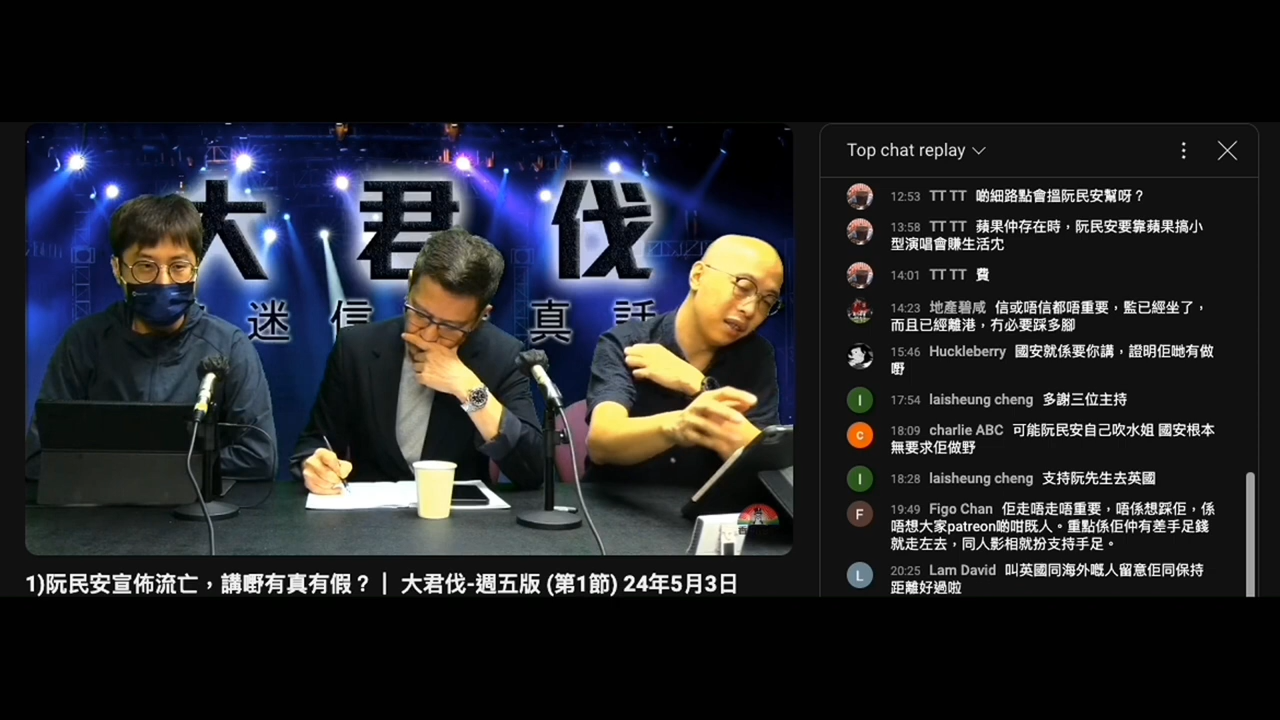 大君伐
迷信
真話
1)阮民安宣佈流亡，講嘢有真有假？｜ 大君伐-週五版 (第1節) 24年5月3日
Top chat replay
12:53 TT TT 啲細路點會搵阮民安幫呀？
13:58 TT TT 蘋果仲存在時，阮民安要靠蘋果搞小
型演唱會賺生活冘
14:01 TT TT 費
14:23 地產碧咸 信或唔信都唔重要，監已經坐了，
而且已經離港，冇必要踩多腳
15:46 Huckleberry 國安就係要你講，證明佢哋有做
嘢
17:54 laisheung cheng 多謝三位主持
18:09 charlie ABC 可能阮民安自己吹水姐 國安根本
無要求佢做野
18:28 laisheung cheng 支持阮先生去英國
19:49 Figo Chan 佢走唔走唔重要，唔係想踩佢，係
唔想大家patreon啲咁既人。重點係佢仲有差手足錢
就走左去，同人影相就扮支持手足。
20:25 Lam David 叫英國同海外嘅人留意佢同保持
距離好過啦